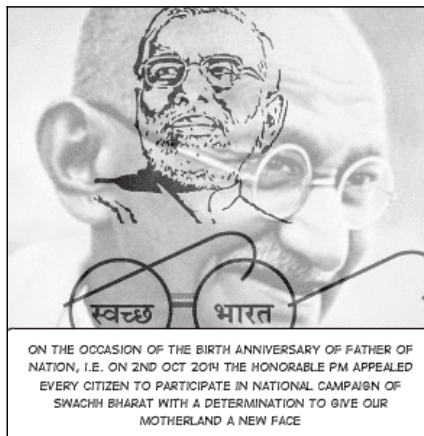 स्वच्छ भारत
ON THE OCCASION OF THE BIRTH ANNIVERSARY OF FATHER OF
NATION, I.E. ON 2ND OCT 2014 THE HONORABLE PM APPEALED
EVERY CITIZEN TO PARTICIPATE IN NATIONAL CAMPAIGN OF
SWACHH BHARAT WITH A DETERMINATION TO GIVE OUR
MOTHERLAND A NEW FACE